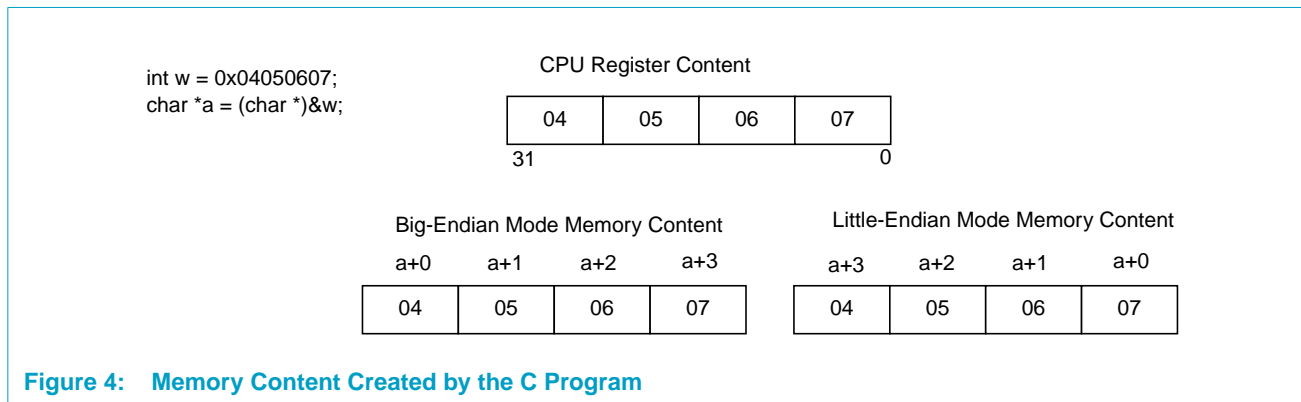 int w = 0x04050607;
char *a = (char *)&w;
CPU Register Content
04 05 06 07
31 0
Big-Endian Mode Memory Content
a+0 a+1 a+2 a+3
04 05 06 07
Little-Endian Mode Memory Content
a+3 a+2 a+1 a+0
04 05 06 07
Figure 4: Memory Content Created by the C Program